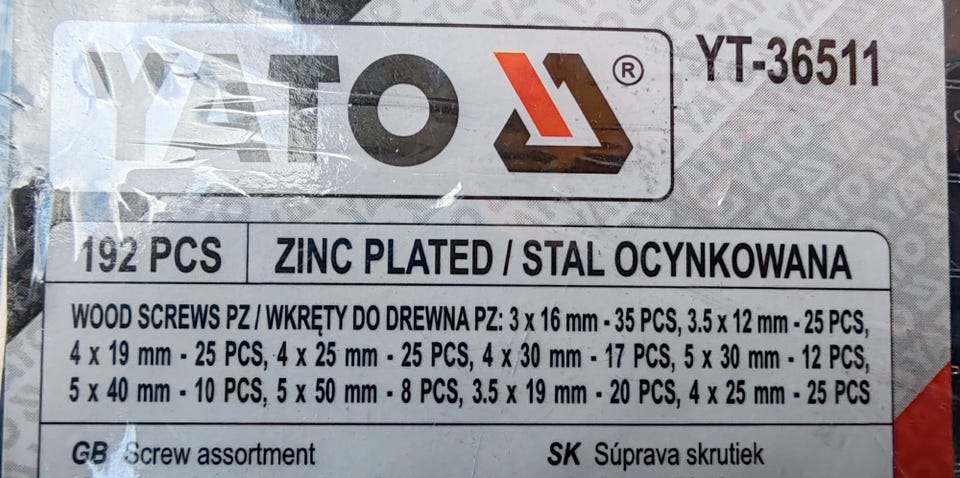 YATO ®
YT-36511
192 PCS
ZINC PLATED / STAL OCYNKOWANA
WOOD SCREWS PZ / WKRĘTY DO DREWNA PZ: 3 x 16 mm - 35 PCS, 3.5 x 12 mm - 25 PCS,
4 x 19 mm - 25 PCS, 4 x 25 mm - 25 PCS, 4 x 30 mm - 17 PCS, 5 x 30 mm - 12 PCS,
5 x 40 mm - 10 PCS, 5 x 50 mm - 8 PCS, 3.5 x 19 mm - 20 PCS, 4 x 25 mm - 25 PCS
GB Screw assortment
SK Súprava skrutiek